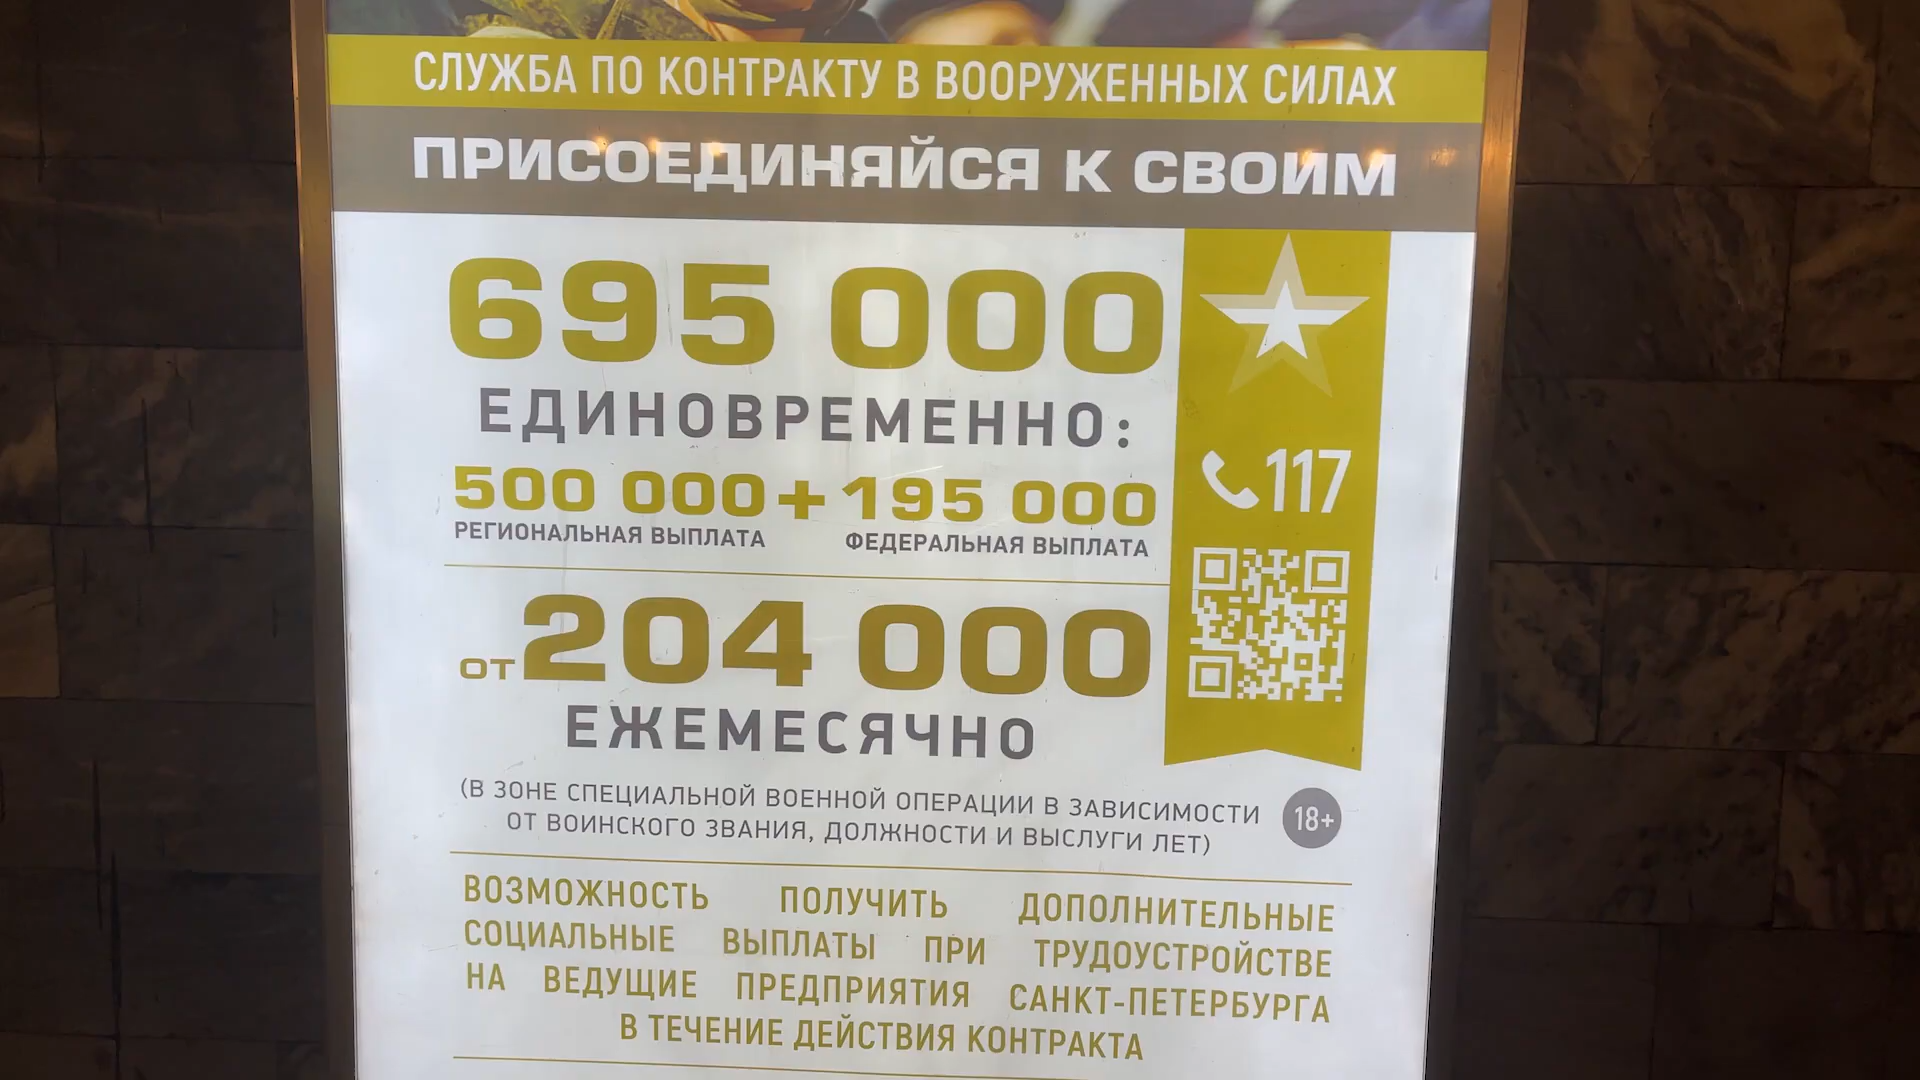 СЛУЖБА ПО КОНТРАКТУ В ВООРУЖЕННЫХ СИЛАХ
ПРИСОЕДИНЯЙСЯ К СВОИМ
695 000
ЕДИНОВРЕМЕННО:
500 000 + 195 000
РЕГИОНАЛЬНАЯ ВЫПЛАТА ФЕДЕРАЛЬНАЯ ВЫПЛАТА
117
ОТ 204 000
ЕЖЕМЕСЯЧНО
(В ЗОНЕ СПЕЦИАЛЬНОЙ ВОЕННОЙ ОПЕРАЦИИ В ЗАВИСИМОСТИ
ОТ ВОИНСКОГО ЗВАНИЯ, ДОЛЖНОСТИ И ВЫСЛУГИ ЛЕТ)
18+
ВОЗМОЖНОСТЬ ПОЛУЧИТЬ ДОПОЛНИТЕЛЬНЫЕ
СОЦИАЛЬНЫЕ ВЫПЛАТЫ ПРИ ТРУДОУСТРОЙСТВЕ
НА ВЕДУЩИЕ ПРЕДПРИЯТИЯ САНКТ-ПЕТЕРБУРГА
В ТЕЧЕНИЕ ДЕЙСТВИЯ КОНТРАКТА